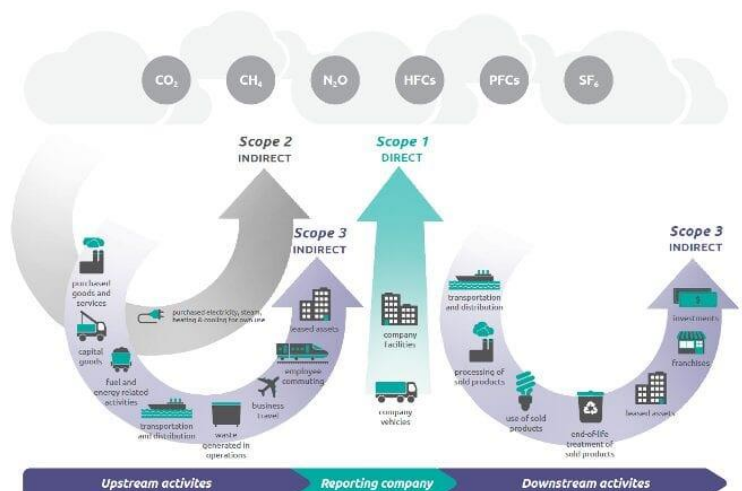 CO₂ CH₄ N₂O HFCs PFCs SF₆
Scope 2
INDIRECT
Scope 1
DIRECT
Scope 3
INDIRECT
Scope 3
INDIRECT
purchased
goods and
services
capital
goods
fuel and
energy related
activities
transportation
and distribution
waste
generated in
operations
business
travel
employee
commuting
leased assets
purchased electricity, steam,
heating & cooling for own use
company
facilities
company
vehicles
transportation
and distribution
processing of
sold products
use of sold
products
end-of-life
treatment of
sold products
leased assets
franchises
investments
$
Upstream activites
Reporting company
Downstream activites